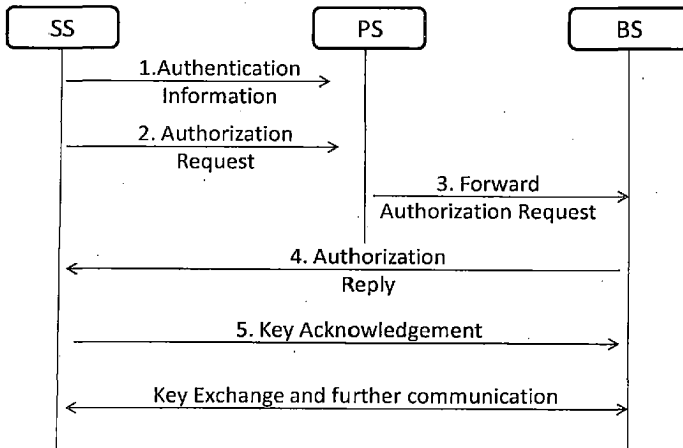 SS PS BS
1.Authentication
Information
2. Authorization
Request
3. Forward
Authorization Request
4. Authorization
Reply
5. Key Acknowledgement
Key Exchange and further communication